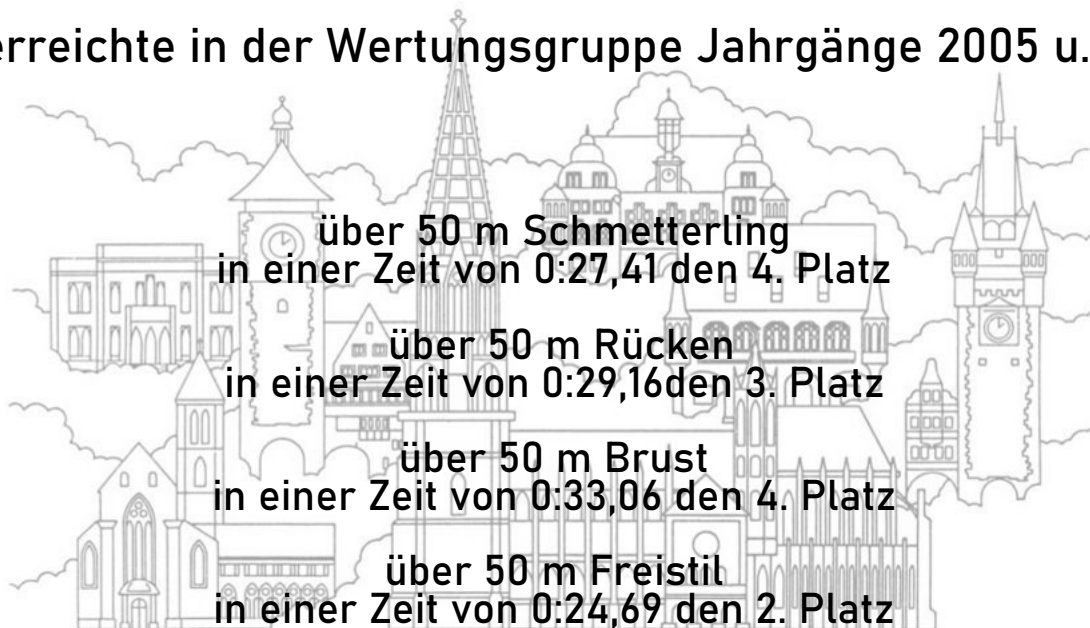 erreichte in der Wertungsgruppe Jahrgänge 2005 u.
über 50 m Schmetterling
in einer Zeit von 0:27,41 den 4. Platz
über 50 m Rücken
in einer Zeit von 0:29,16den 3. Platz
über 50 m Brust
in einer Zeit von 0:33,06 den 4. Platz
über 50 m Freistil
in einer Zeit von 0:24,69 den 2. Platz